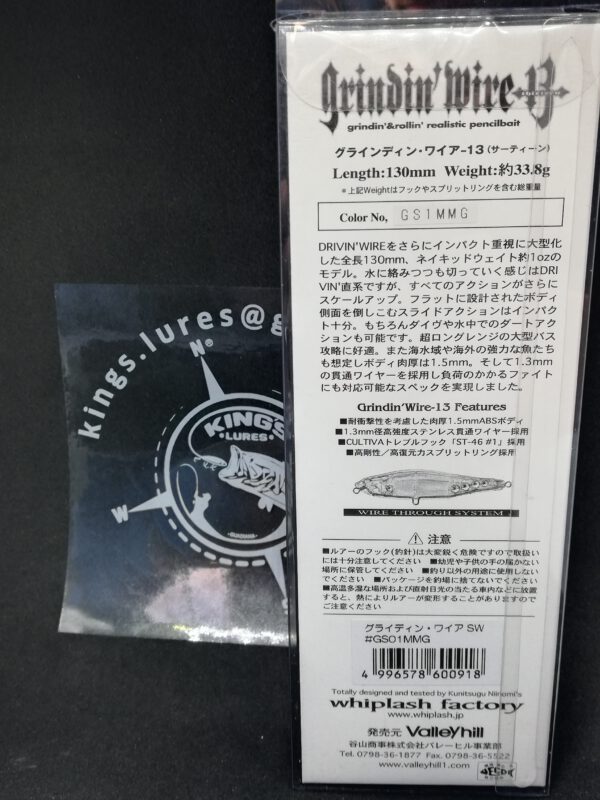 grindin'wire-13-
thirteen
grindin'&rollin' realistic pencilbait
グラインディン・ワイア-13 (サーティーン)
Length:130mm Weight:約33.8g
＊上記Weightはフックやスプリットリングを含む総重量
Color No, GS1MMG
DRIVIN'WIREをさらにインパクト重視に大型化
した全長130mm、ネイキッドウェイト約1ozの
モデル。水に絡みつつも切っていく感じはDRI
VIN'直系ですが、すべてのアクションがさらに
スケールアップ。フラットに設計されたボディ
側面を倒しこむスライドアクションはインパク
ト十分。もちろんダイヴや水中でのダートアク
ションも可能です。超ロングレンジの大型バス
攻略に好適。また海水域や海外の強力な魚たち
も想定しボディ肉厚は1.5mm。そして1.3mm
の貫通ワイヤーを採用し負荷のかかるファイト
にも対応可能なスペックを実現しました。
Grindin'Wire-13 Features
■耐衝撃性を考慮した肉厚1.5mmABSボディ
■1.3mm径高強度ステンレス貫通ワイヤー採用
■CULTIVAトレブルフック「ST-46 #1」採用
■高剛性／高復元力スプリットリング採用
WIRE THROUGH SYSTEM
⚠ 注意
■ルアーのフック(釣針)は大変鋭く危険ですので取扱い
には十分注意してください ■幼児や子供の手の届かない
場所に保管してください ■釣り以外の用途に使用しない
でください ■パッケージを釣場に捨てないでください
■高温多湿な場所および直射日光の当たる車内などに放置
すると、熱によりルアーが変形することがありますので
ご注意ください
グライディン・ワイア SW
#GS01MMG
4 996578 600918
Totally designed and tested by Kunitsugu Niinomi's
whiplash factory
www.whiplash.jp
発売元 Valleyhill
谷山商事株式会社バレーヒル事業部
Tel. 0798-36-1877 Fax. 0798-36-5522
www.valleyhill1.com
kings.lures@g
N®
KINGS
LURES
W
S